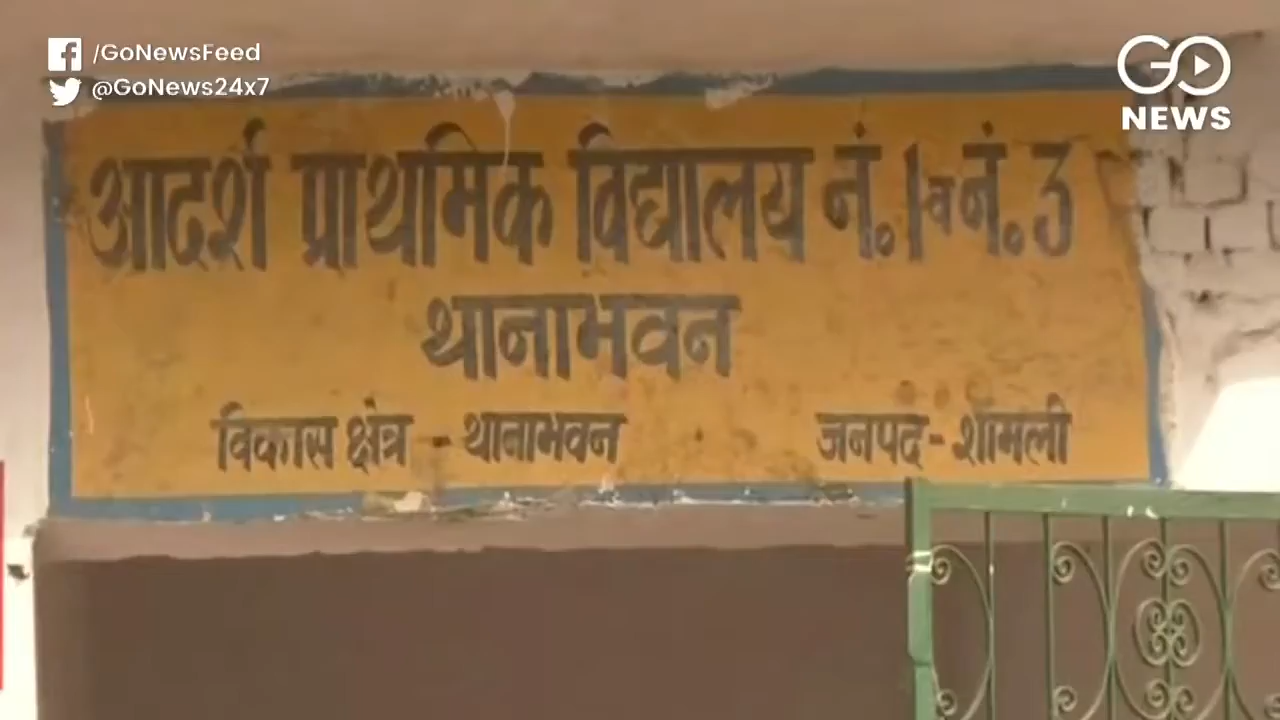 /GoNewsFeed
@GoNews24x7
GO
NEWS
आदर्श प्राथमिक विद्यालय नं.1 व नं.3
थानाभवन
विकास क्षेत्र - थानाभवन जनपद - शामली